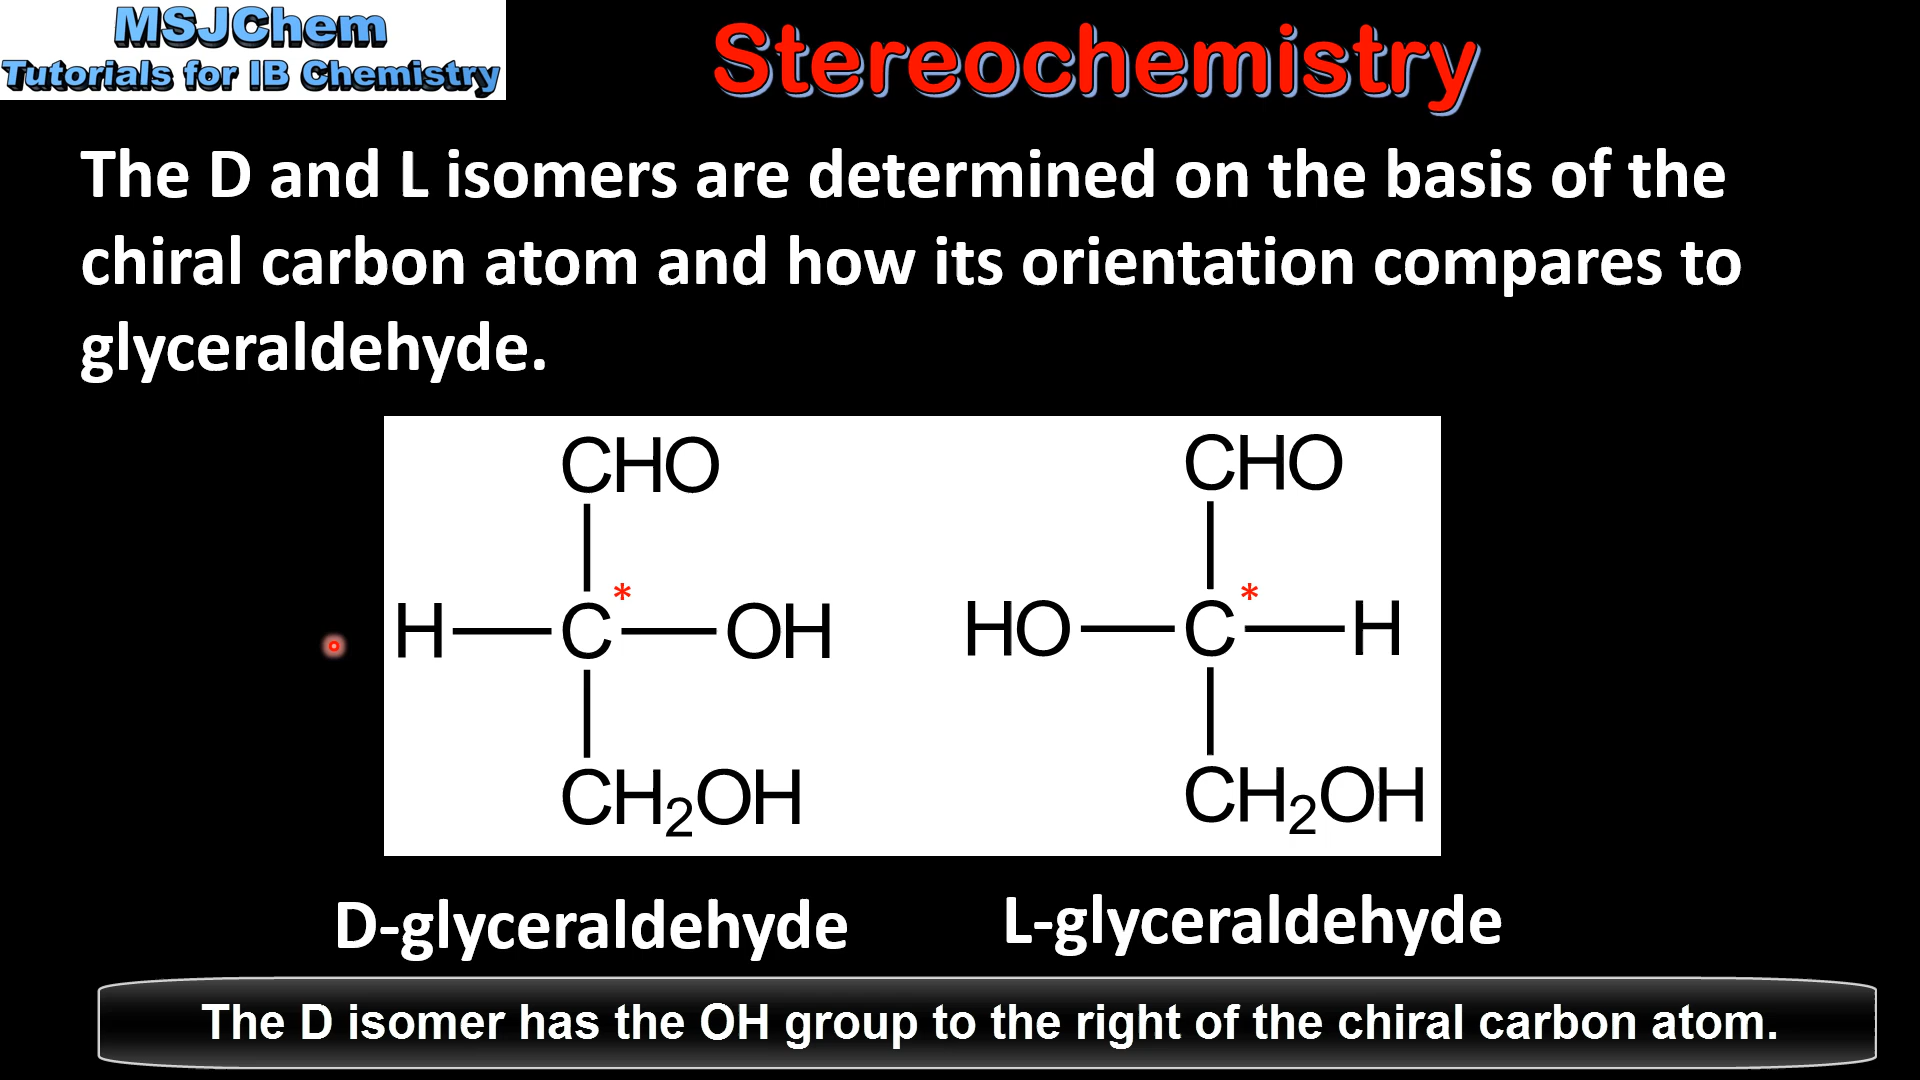 MSJChem
Tutorials for IB Chemistry
Stereochemistry
The D and L isomers are determined on the basis of the
chiral carbon atom and how its orientation compares to
glyceraldehyde.
CHO
H C* OH
CH2OH
CHO
HO C* H
CH2OH
D-glyceraldehyde
L-glyceraldehyde
The D isomer has the OH group to the right of the chiral carbon atom.